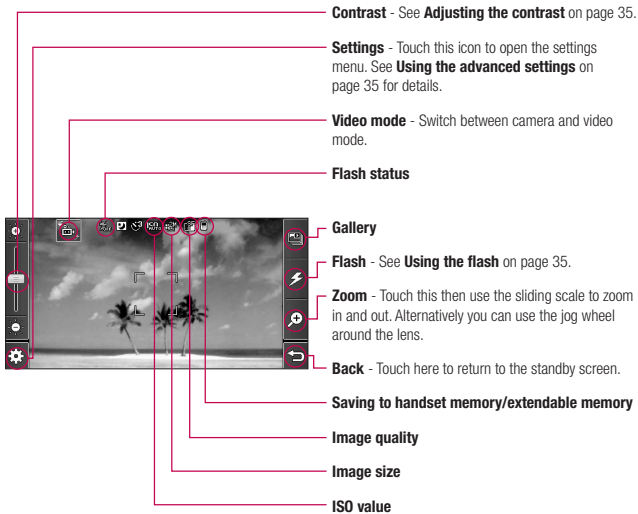 Contrast - See Adjusting the contrast on page 35.
Settings - Touch this icon to open the settings
menu. See Using the advanced settings on
page 35 for details.
Video mode - Switch between camera and video
mode.
Flash status
Gallery
Flash - See Using the flash on page 35.
Zoom - Touch this then use the sliding scale to zoom
in and out. Alternatively you can use the jog wheel
around the lens.
Back - Touch here to return to the standby screen.
Saving to handset memory/extendable memory
Image quality
Image size
ISO value